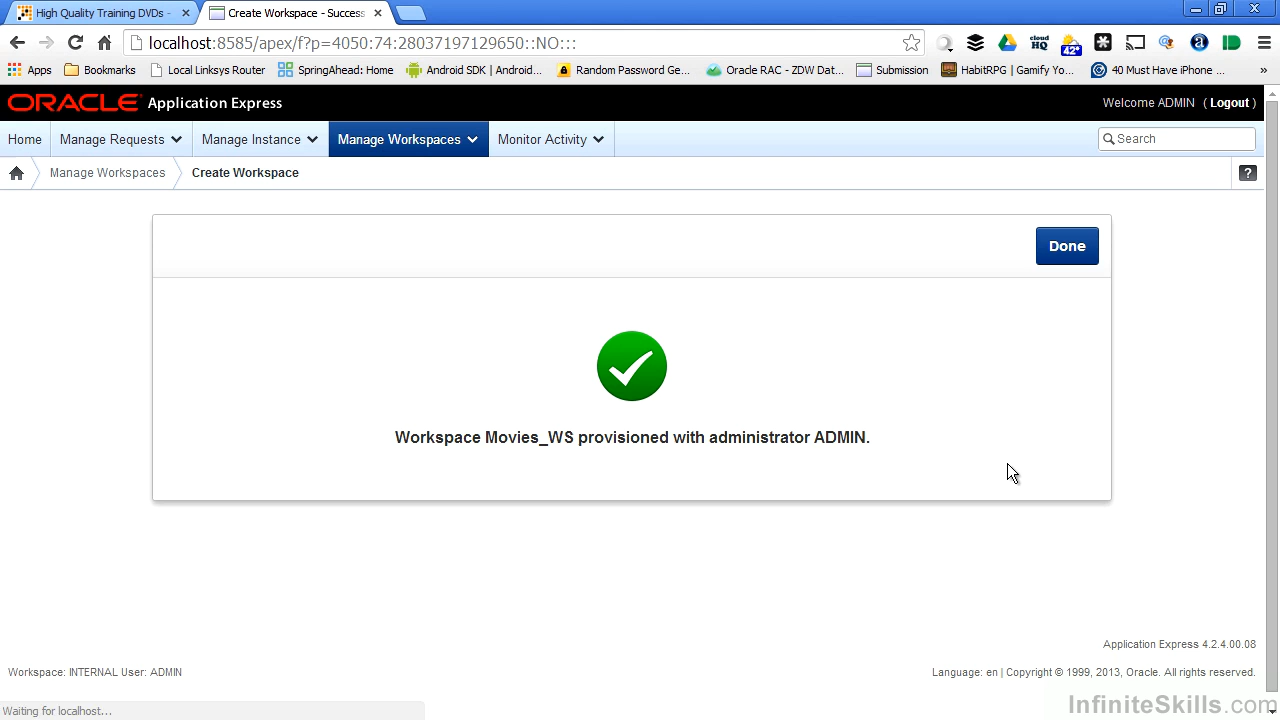 High Quality Training DVDs -
Create Workspace - Success
localhost:8585/apex/f?p=4050:74:28037197129650::NO:::
cloud
HQ
42°
Apps
Bookmarks
Local Linksys Router
SpringAhead: Home
Android SDK | Android...
Random Password Ge...
Oracle RAC - ZDW Dat...
Submission
HabitRPG | Gamify Yo...
40 Must Have iPhone ...
»
ORACLE Application Express
Welcome ADMIN ( Logout )
Home
Manage Requests
Manage Instance
Manage Workspaces
Monitor Activity
Search
Manage Workspaces
Create Workspace
?
Done
Workspace Movies_WS provisioned with administrator ADMIN.
Application Express 4.2.4.00.08
Workspace: INTERNAL User: ADMIN
Language: en | Copyright © 1999, 2013, Oracle. All rights reserved.
InfiniteSkills.com
Waiting for localhost...